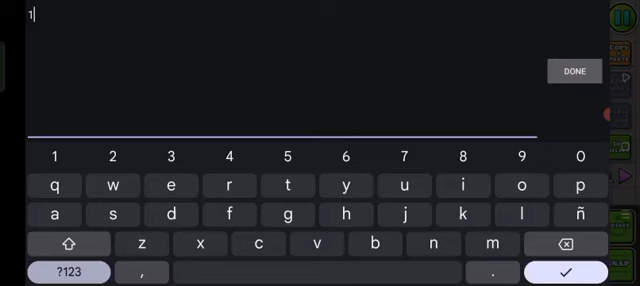 1
DONE
1 2 3 4 5 6 7 8 9 0
q w e r t y u i o p
a s d f g h j k l ñ
z x c v b n m
?123 , .